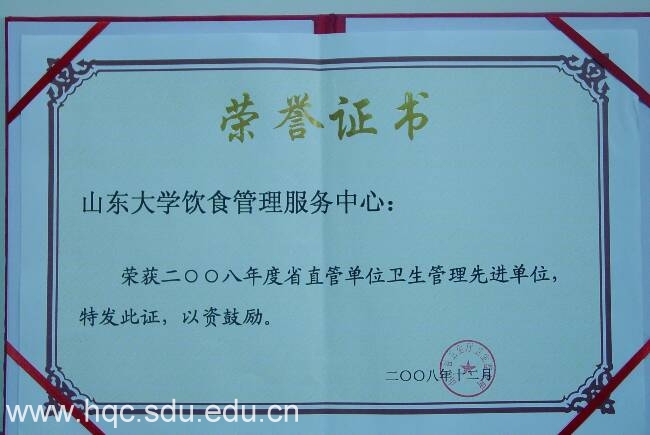 荣誉证书
山东大学饮食管理服务中心：
荣获二〇〇八年度省直管单位卫生管理先进单位，
特发此证，以资鼓励。
二〇〇八年十二月
www.hqc.sdu.edu.cn